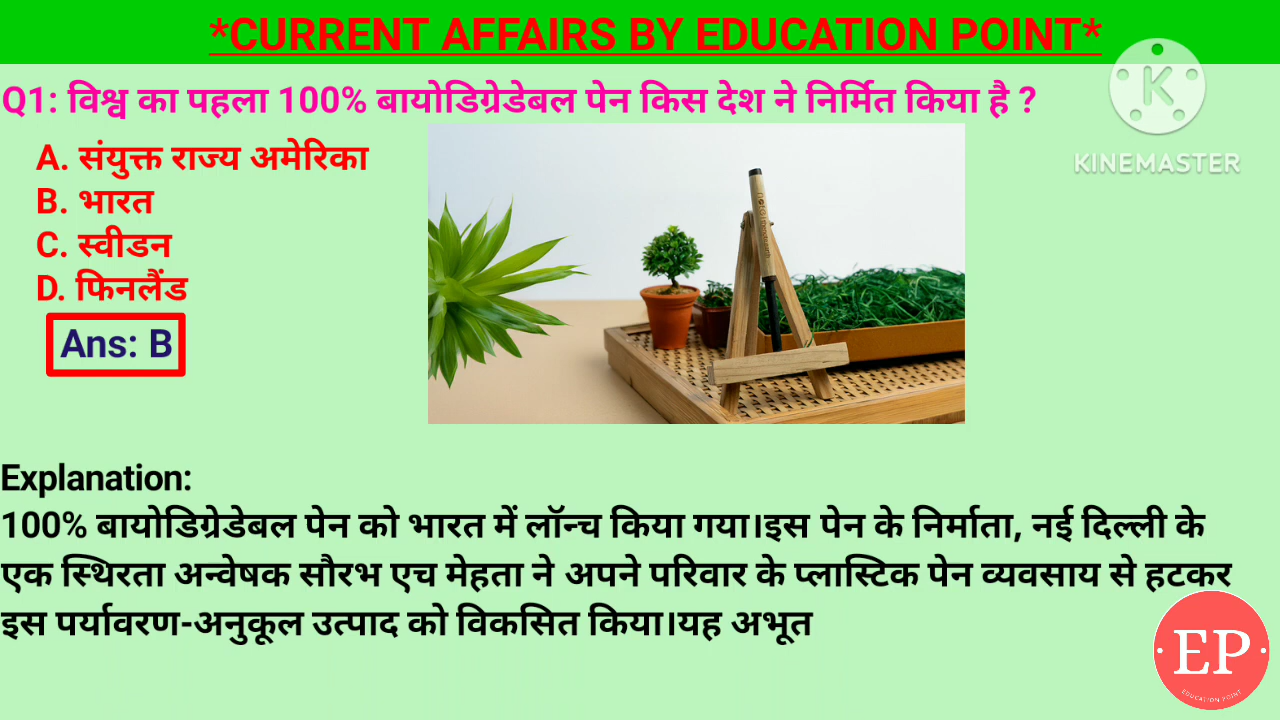 *CURRENT AFFAIRS BY EDUCATION POINT*
Q1: विश्व का पहला 100% बायोडिग्रेडेबल पेन किस देश ने निर्मित किया है ?
A. संयुक्त राज्य अमेरिका
B. भारत
C. स्वीडन
D. फिनलैंड
Ans: B
K
KINEMASTER
Explanation:
100% बायोडिग्रेडेबल पेन को भारत में लॉन्च किया गया।इस पेन के निर्माता, नई दिल्ली के
एक स्थिरता अन्वेषक सौरभ एच मेहता ने अपने परिवार के प्लास्टिक पेन व्यवसाय से हटकर
इस पर्यावरण-अनुकूल उत्पाद को विकसित किया।यह अभूत
EP
EDUCATION POINT